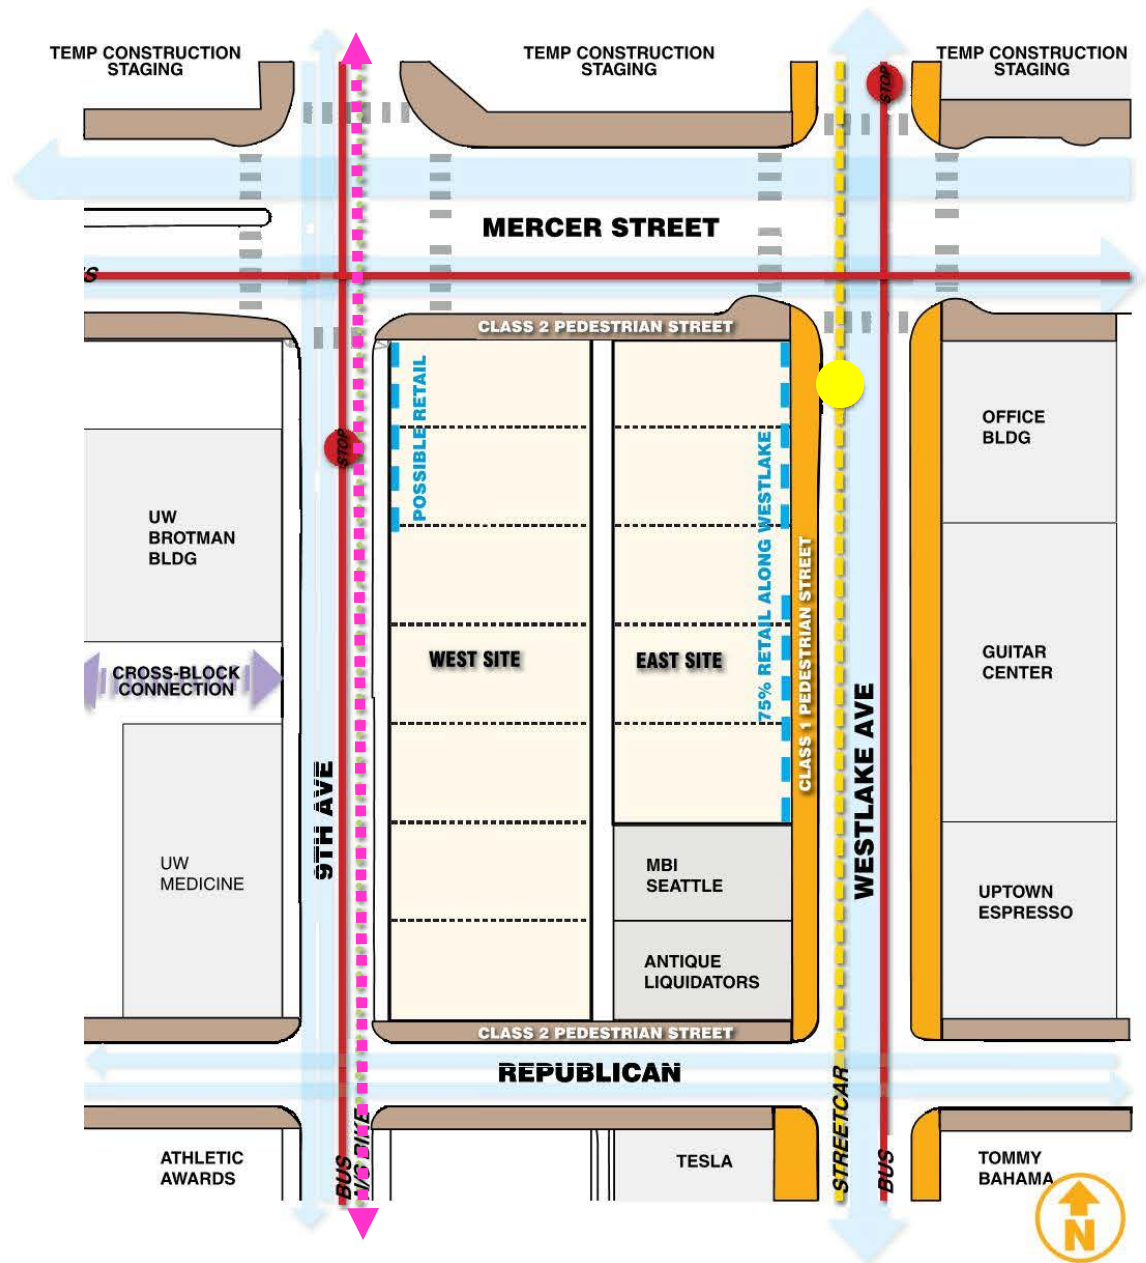 TEMP CONSTRUCTION
STAGING
TEMP CONSTRUCTION
STAGING
TEMP CONSTRUCTION
STAGING
STOP
MERCER STREET
CLASS 2 PEDESTRIAN STREET
POSSIBLE RETAIL
STOP
75% RETAIL ALONG WESTLAKE
CLASS 1 PEDESTRIAN STREET
OFFICE
BLDG
UW
BROTMAN
BLDG
CROSS-BLOCK
CONNECTION
WEST SITE
EAST SITE
GUITAR
CENTER
9TH AVE
WESTLAKE AVE
UW
MEDICINE
MBI
SEATTLE
UPTOWN
ESPRESSO
ANTIQUE
LIQUIDATORS
CLASS 2 PEDESTRIAN STREET
REPUBLICAN
BUS
N/S BIKE
STREETCAR
BUS
ATHLETIC
AWARDS
TESLA
TOMMY
BAHAMA
N